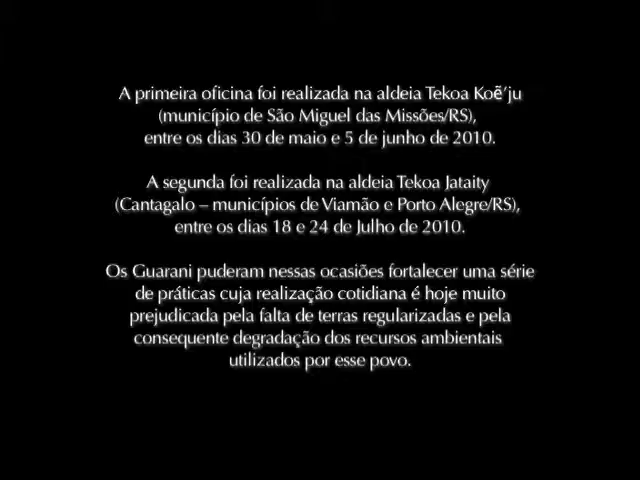 A primeira oficina foi realizada na aldeia Tekoa Koẽ'ju
(município de São Miguel das Missões/RS),
entre os dias 30 de maio e 5 de junho de 2010.
A segunda foi realizada na aldeia Tekoa Jataity
(Cantagalo – municípios de Viamão e Porto Alegre/RS),
entre os dias 18 e 24 de Julho de 2010.
Os Guarani puderam nessas ocasiões fortalecer uma série
de práticas cuja realização cotidiana é hoje muito
prejudicada pela falta de terras regularizadas e pela
consequente degradação dos recursos ambientais
utilizados por esse povo.